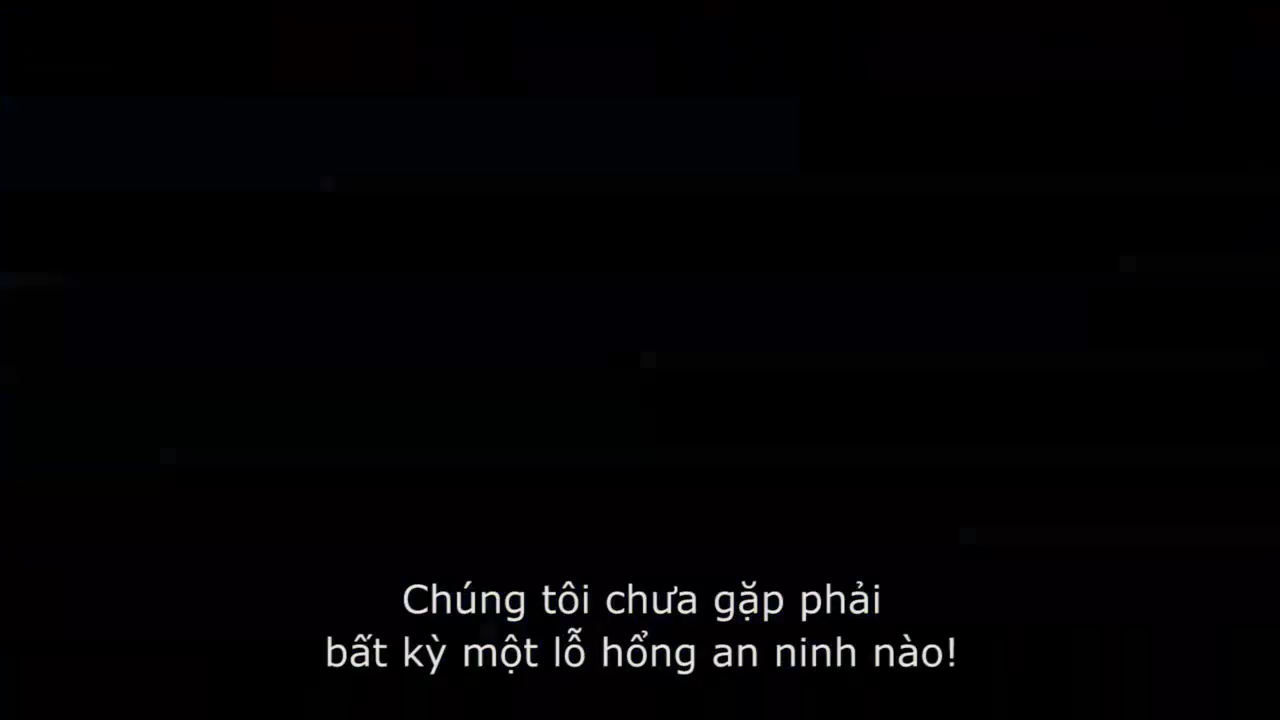 Chúng tôi chưa gặp phải
bất kỳ một lỗ hổng an ninh nào!